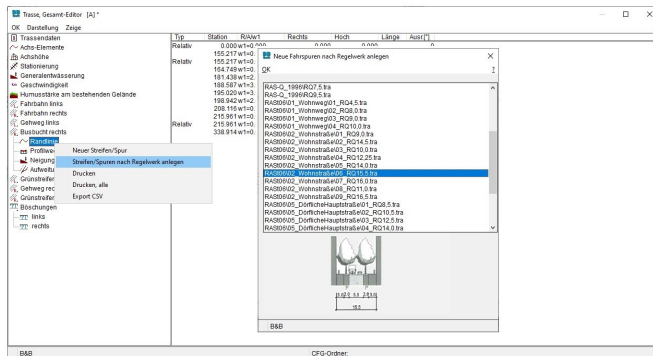 Trasse, Gesamt-Editor [A] *
OK Darstellung Zeige
Trassendaten
Achs-Elemente
Achshöhe
Stationierung
Generalentwässerung
Geschwindigkeit
Humusstärke am bestehenden Gelände
Fahrbahn links
Fahrbahn rechts
Gehweg links
Busbucht rechts
Randlinie
Profilwe
Neigung
Aufweitu
Grünstreifen
Gehweg rec
Grünstreifen
Böschungen
links
rechts
Neuer Streifen/Spur
Streifen/Spuren nach Regelwerk anlegen
Drucken
Drucken, alle
Export CSV
Typ Station R/A/w1 Rechts Hoch Länge Ausr.[°]
Relativ 0.000 w1=0.000 0.000 0.000 0
155.217 w1=0.
Relativ 155.217 w1=0.
164.749 w1=0.
181.438 w1=2.
188.587 w1=3.
195.020 w1=3.
198.942 w1=2.
208.116 w1=0.
215.961 w1=0.
Relativ 215.961 w1=0.
338.914 w1=0.
Neue Fahrspuren nach Regelwerk anlegen
OK ?
RAS-Q_1996\RQ7,5.tra
RAS-Q_1996\RQ9,5.tra
RASt06\01_Wohnweg\01_RQ4,5.tra
RASt06\01_Wohnweg\02_RQ8,0.tra
RASt06\01_Wohnweg\03_RQ9,0.tra
RASt06\01_Wohnweg\04_RQ10,0.tra
RASt06\02_Wohnstraße\01_RQ9,0.tra
RASt06\02_Wohnstraße\02_RQ14,5.tra
RASt06\02_Wohnstraße\03_RQ10,0.tra
RASt06\02_Wohnstraße\04_RQ12,25.tra
RASt06\02_Wohnstraße\05_RQ14,0.tra
RASt06\02_Wohnstraße\06_RQ15,5.tra
RASt06\02_Wohnstraße\07_RQ16,0.tra
RASt06\02_Wohnstraße\08_RQ11,0.tra
RASt06\02_Wohnstraße\09_RQ16,5.tra
RASt06\05_DörflicheHauptstraße\01_RQ8,5.tra
RASt06\05_DörflicheHauptstraße\02_RQ10,5.tra
RASt06\05_DörflicheHauptstraße\03_RQ12,5.tra
RASt06\05_DörflicheHauptstraße\04_RQ14,0.tra
15,5
B&B
B&B CFG-Ordner: